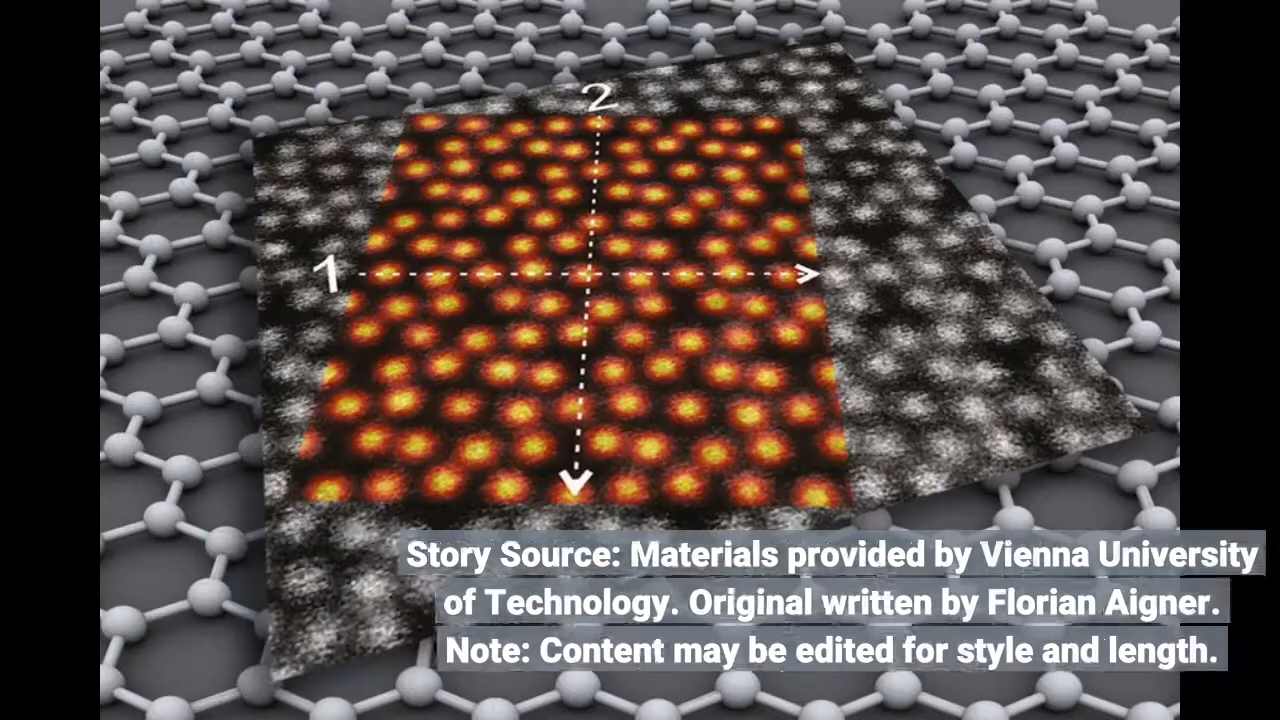 2
1
Story Source: Materials provided by Vienna University
of Technology. Original written by Florian Aigner.
Note: Content may be edited for style and length.